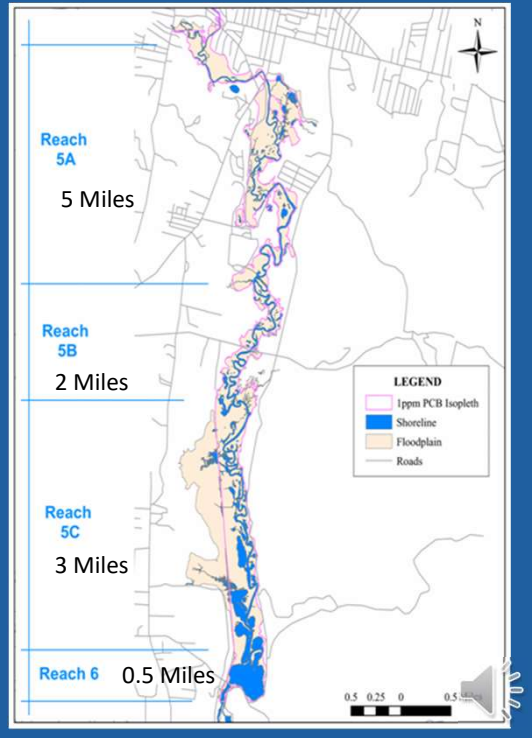 N
Reach
5A
5 Miles
Reach
5B
2 Miles
LEGEND
1ppm PCB Isopleth
Shoreline
Floodplain
Roads
Reach
5C
3 Miles
Reach 6 0.5 Miles
0.5 0.25 0 0.5 Miles